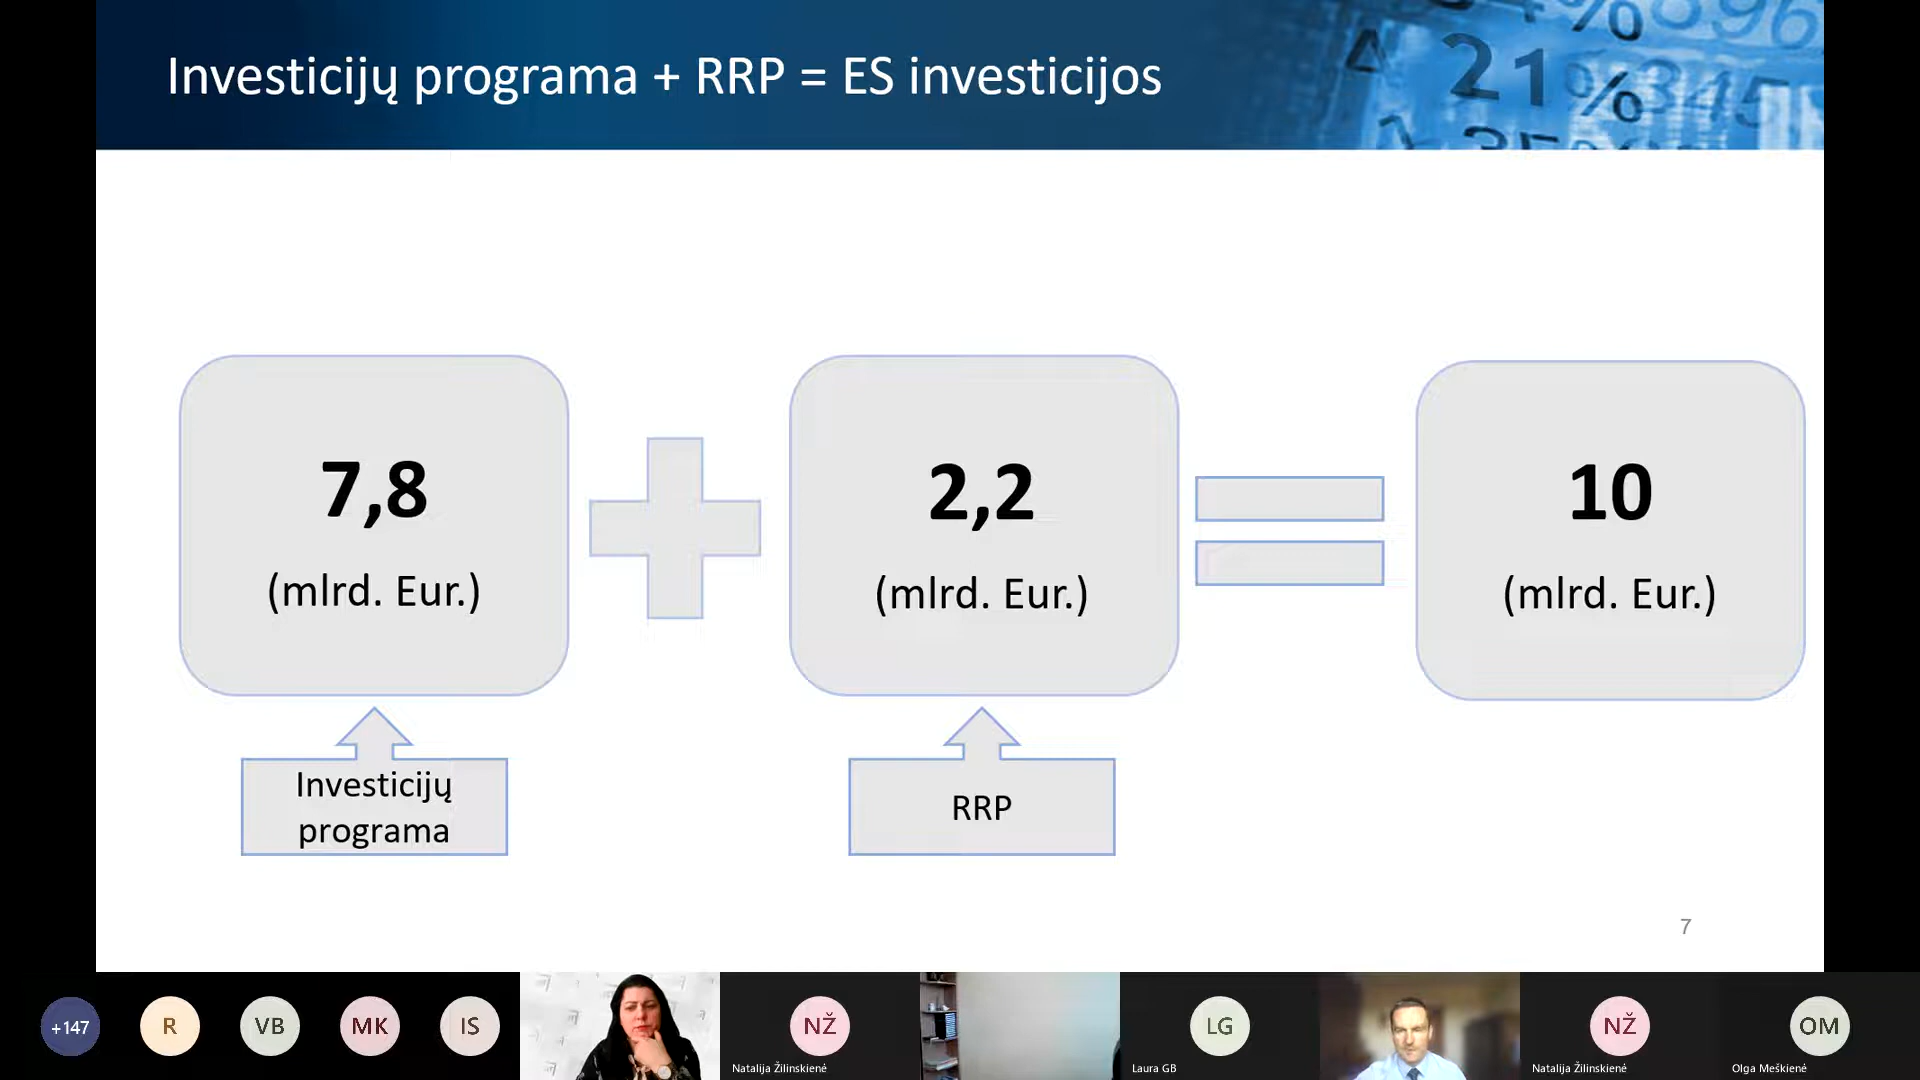 Investicijų programa + RRP = ES investicijos
7,8
(mlrd. Eur.)
2,2
(mlrd. Eur.)
10
(mlrd. Eur.)
Investicijų
programa
RRP
7
+147
R
VB
MK
IS
NŽ
Natalija Žilinskienė
LG
Laura GB
NŽ
Natalija Žilinskienė
OM
Olga Meškienė